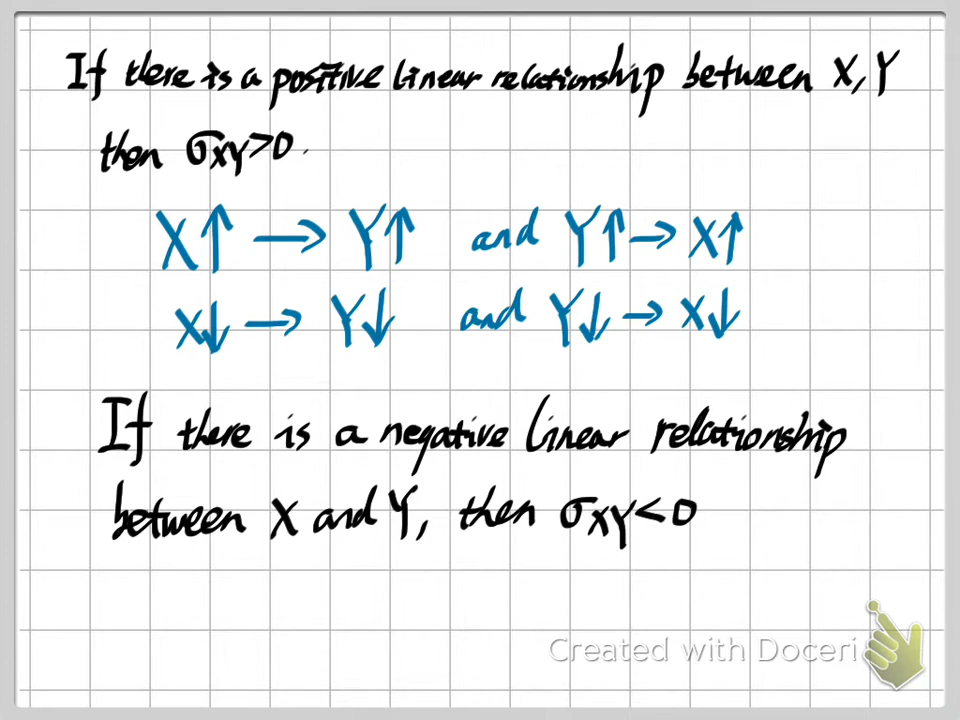 If there is a positive linear relationship between X, Y
then σXY>0.
X↑ → Y↑ and Y↑→ X↑
X↓ → Y↓ and Y↓ → X↓
If there is a negative linear relationship
between X and Y, then σXY<0
Created with Doceri